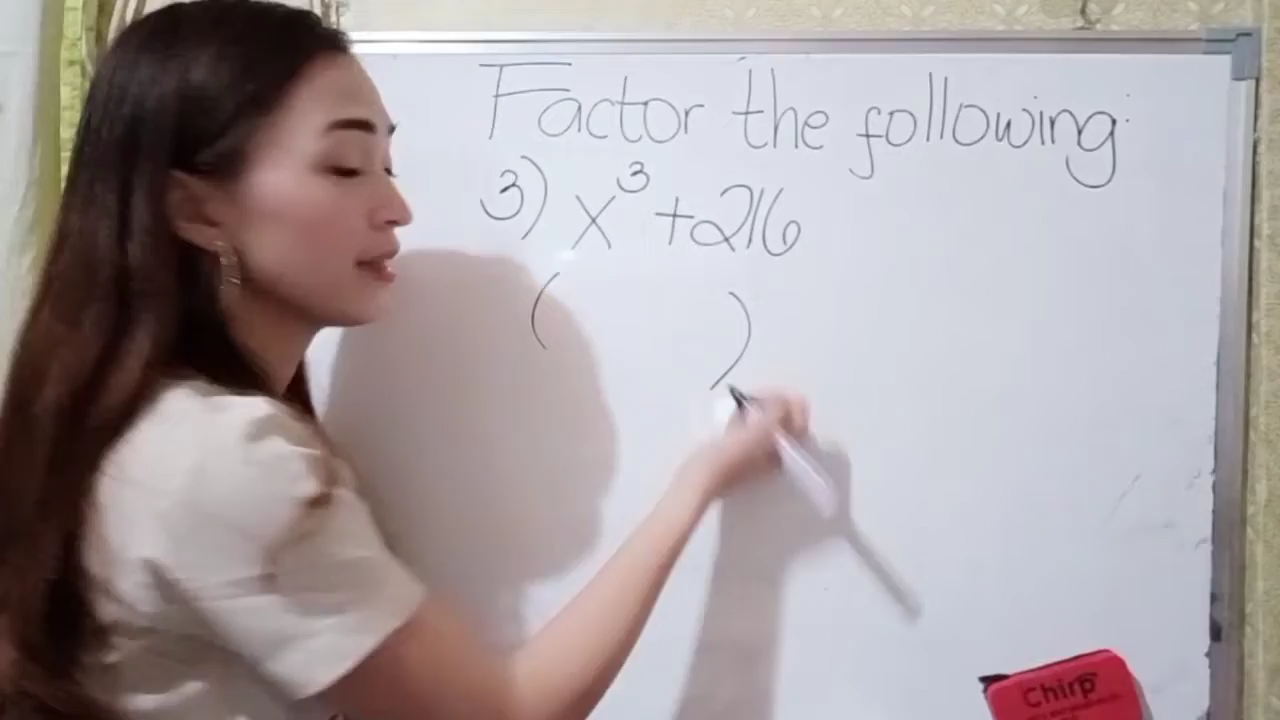 Factor the following:
3) x³ + 216
( )
Chirp